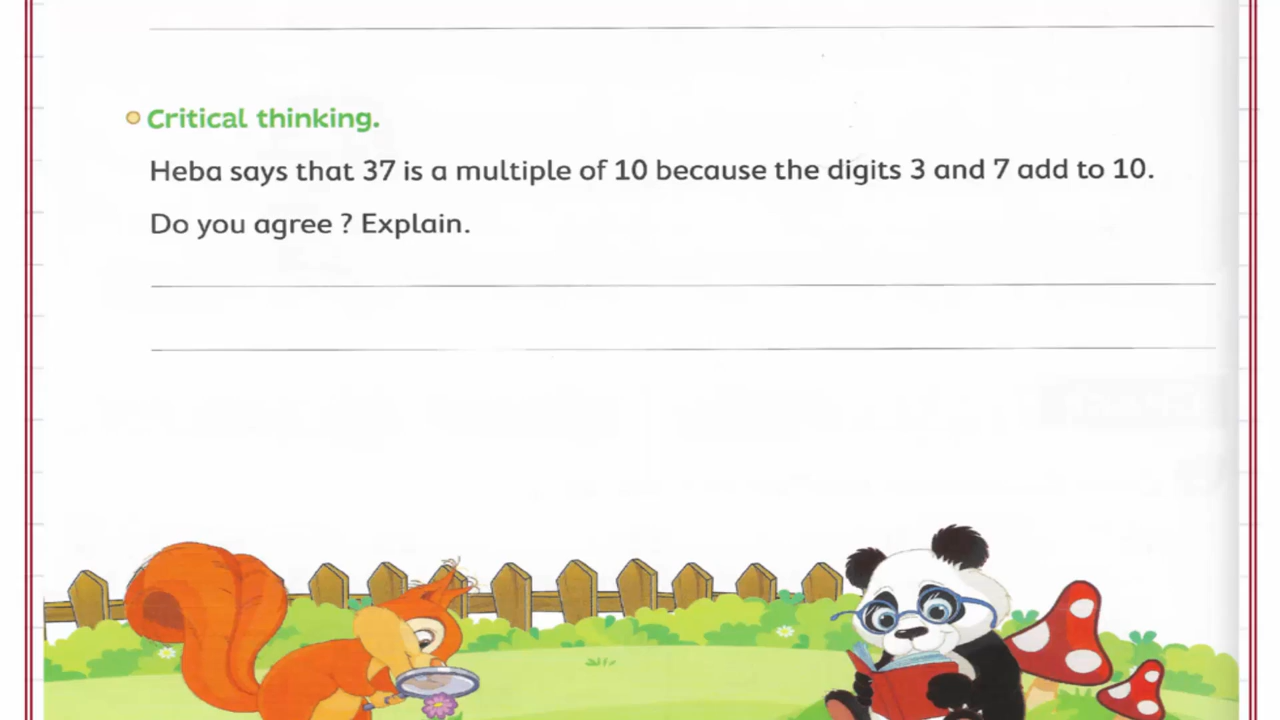 Critical thinking.
Heba says that 37 is a multiple of 10 because the digits 3 and 7 add to 10.
Do you agree ? Explain.